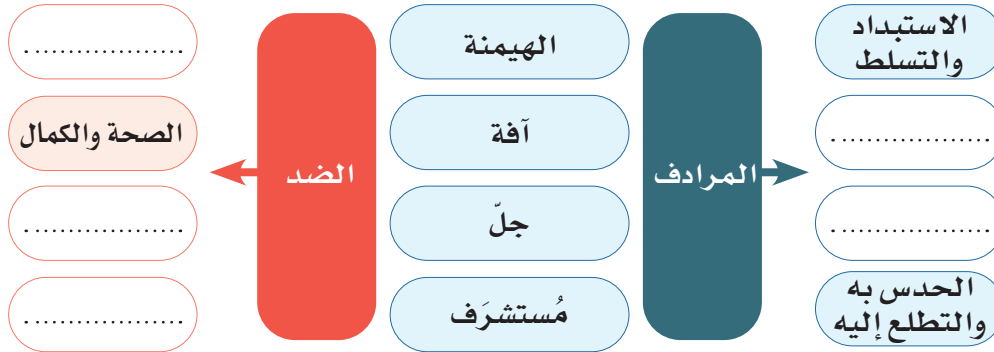 الاستبداد
والتسلط
..................
..................
الحدس به
والتطلع إليه
المرادف
الهيمنة
آفة
جلّ
مُستشرَف
الضد
..................
الصحة والكمال
..................
..................